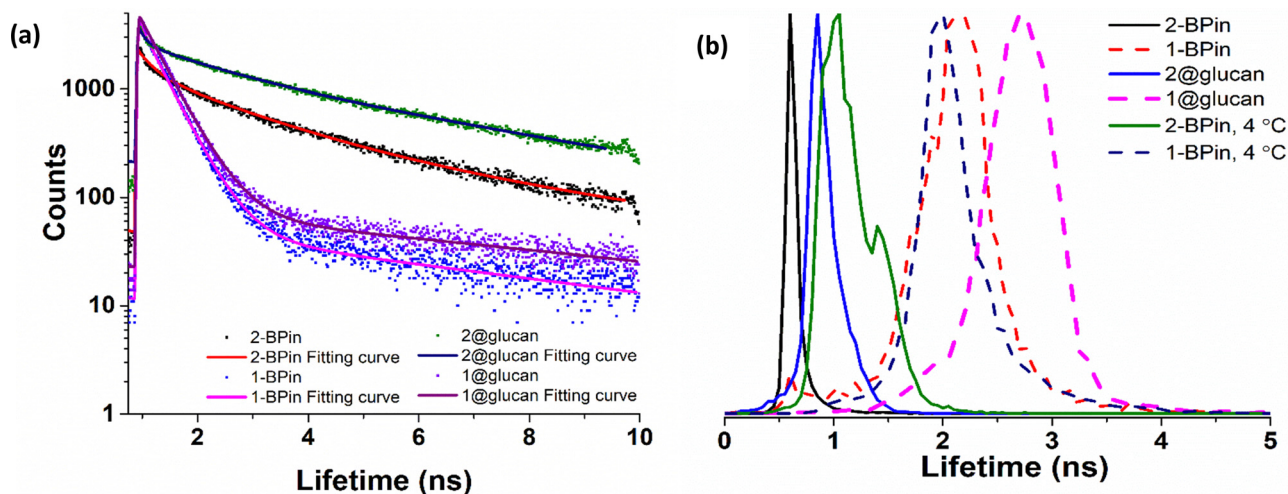 (a)
Counts
1000
100
10
1
2-BPin
2-BPin Fitting curve
1-BPin
1-BPin Fitting curve
2@glucan
2@glucan Fitting curve
1@glucan
1@glucan Fitting curve
2 4 6 8 10
Lifetime (ns)
(b)
2-BPin
1-BPin
2@glucan
1@glucan
2-BPin, 4 °C
1-BPin, 4 °C
0 1 2 3 4 5
Lifetime (ns)